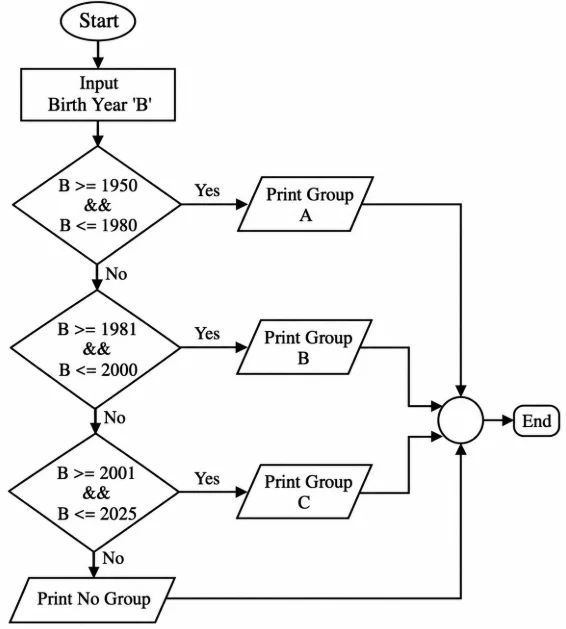 Start
Input
Birth Year 'B'
B >= 1950
&&
B <= 1980
Yes
Print Group
A
No
B >= 1981
&&
B <= 2000
Yes
Print Group
B
No
B >= 2001
&&
B <= 2025
Yes
Print Group
C
End
No
Print No Group